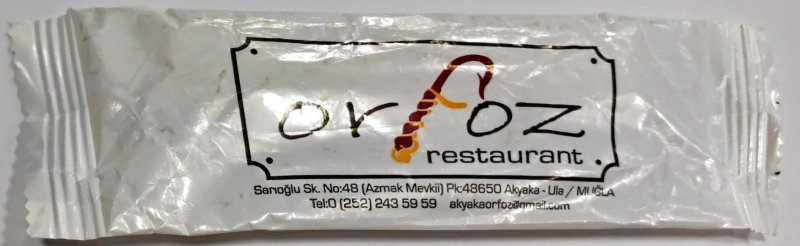 orfoz
restaurant
Sarıoğlu Sk. No:48 (Azmak Mevkii) Pk:48650 Akyaka - Ula / MUĞLA
Tel:0 (252) 243 59 59 akyakaorfoz@gmail.com